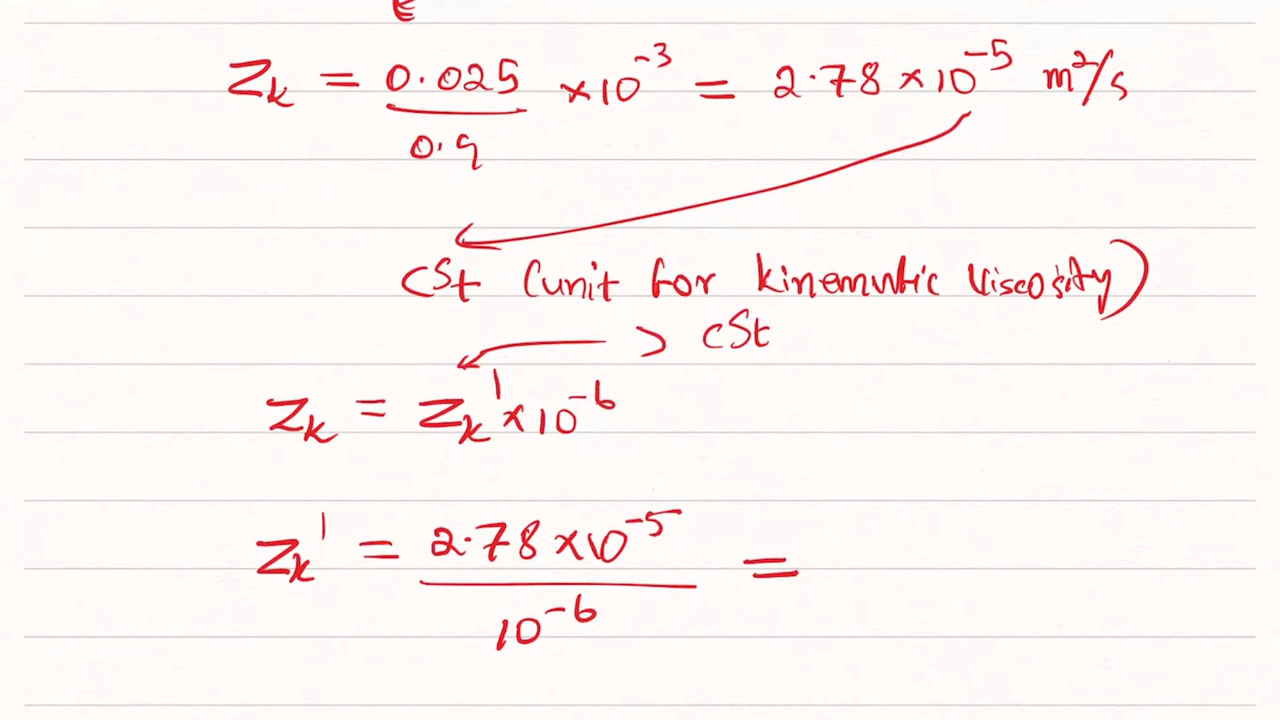 Zk = 0.025/0.9 ×10⁻³ = 2.78 ×10⁻⁵ m²/s
cSt (unit for kinematic viscosity)
> cSt
Zk = Zk' ×10⁻⁶
Zk' = 2.78 ×10⁻⁵/10⁻⁶ =